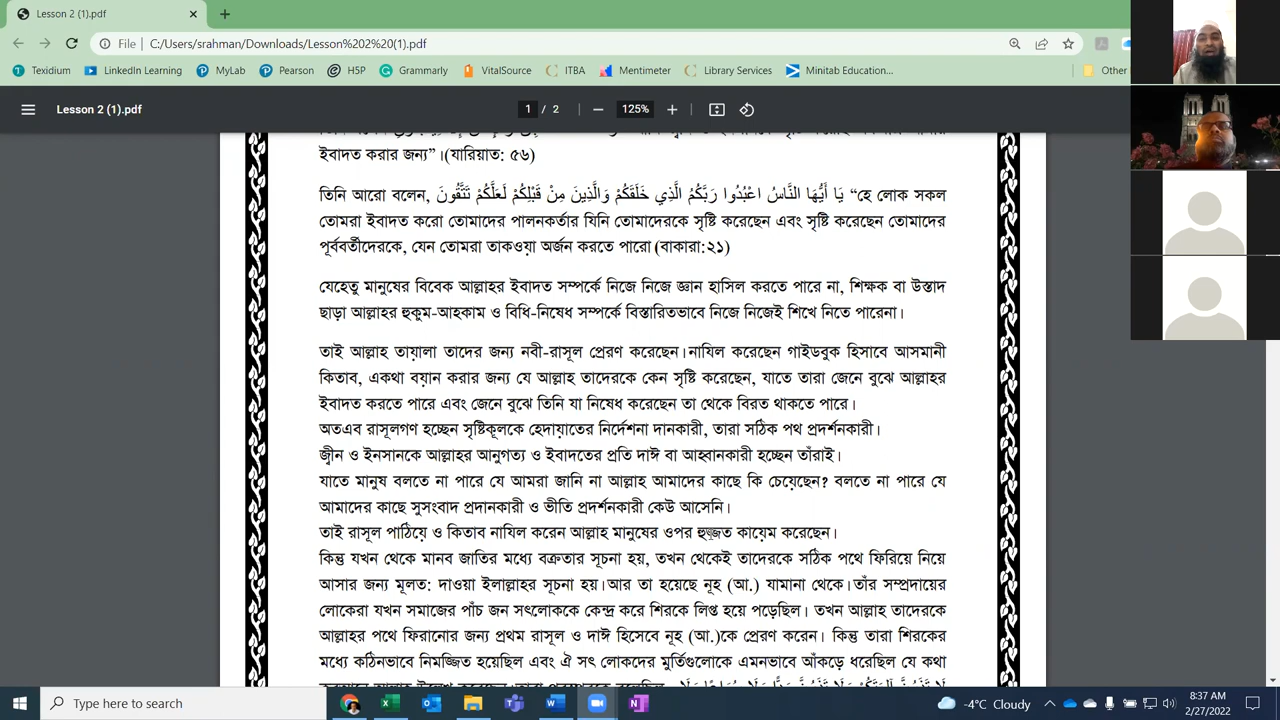 Lesson 2 (1).pdf
File C:/Users/srahman/Downloads/Lesson%202%20(1).pdf
Texidium LinkedIn Learning MyLab Pearson H5P Grammarly VitalSource ITBA Mentimeter Library Services Minitab Education... Other
Lesson 2 (1).pdf 1 / 2 125%
ইবাদত করার জন্য”। (যারিয়াত: ৫৬)
তিনি আরো বলেন, يَا أَيُّهَا النَّاسُ اعْبُدُوا رَبَّكُمُ الَّذِي خَلَقَكُمْ وَالَّذِينَ مِنْ قَبْلِكُمْ لَعَلَّكُمْ تَتَّقُونَ “হে লোক সকল
তোমরা ইবাদত করো তোমাদের পালনকর্তার যিনি তোমাদেরকে সৃষ্টি করেছেন এবং সৃষ্টি করেছেন তোমাদের
পূর্ববর্তীদেরকে, যেন তোমরা তাকওয়া অর্জন করতে পারো (বাকারা:২১)
যেহেতু মানুষের বিবেক আল্লাহর ইবাদত সম্পর্কে নিজে নিজে জ্ঞান হাসিল করতে পারে না, শিক্ষক বা উস্তাদ
ছাড়া আল্লাহর হুকুম-আহকাম ও বিধি-নিষেধ সম্পর্কে বিস্তারিতভাবে নিজে নিজেই শিখে নিতে পারেনা।
তাই আল্লাহ তায়ালা তাদের জন্য নবী-রাসূল প্রেরণ করেছেন। নাযিল করেছেন গাইডবুক হিসাবে আসমানী
কিতাব, একথা বয়ান করার জন্য যে আল্লাহ তাদেরকে কেন সৃষ্টি করেছেন, যাতে তারা জেনে বুঝে আল্লাহর
ইবাদত করতে পারে এবং জেনে বুঝে তিনি যা নিষেধ করেছেন তা থেকে বিরত থাকতে পারে।
অতএব রাসূলগণ হচ্ছেন সৃষ্টিকূলকে হেদায়াতের নির্দেশনা দানকারী, তারা সঠিক পথ প্রদর্শনকারী।
জ্বীন ও ইনসানকে আল্লাহর আনুগত্য ও ইবাদতের প্রতি দাঈ বা আহ্বানকারী হচ্ছেন তাঁরাই।
যাতে মানুষ বলতে না পারে যে আমরা জানি না আল্লাহ আমাদের কাছে কি চেয়েছেন? বলতে না পারে যে
আমাদের কাছে সুসংবাদ প্রদানকারী ও ভীতি প্রদর্শনকারী কেউ আসেনি।
তাই রাসূল পাঠিয়ে ও কিতাব নাযিল করেন আল্লাহ মানুষের ওপর হুজ্জত কায়েম করেছেন।
কিন্তু যখন থেকে মানব জাতির মধ্যে বক্রতার সূচনা হয়, তখন থেকেই তাদেরকে সঠিক পথে ফিরিয়ে নিয়ে
আসার জন্য মূলত: দাওয়া ইলাল্লাহর সূচনা হয়। আর তা হয়েছে নূহ (আ.) যামানা থেকে। তাঁর সম্প্রদায়ের
লোকেরা যখন সমাজের পাঁচ জন সৎলোককে কেন্দ্র করে শিরকে লিপ্ত হয়ে পড়েছিল। তখন আল্লাহ তাদেরকে
আল্লাহর পথে ফিরানোর জন্য প্রথম রাসূল ও দাঈ হিসেবে নূহ (আ.)কে প্রেরণ করেন। কিন্তু তারা শিরকের
মধ্যে কঠিনভাবে নিমজ্জিত হয়েছিল এবং ঐ সৎ লোকদের মুর্তিগুলোকে এমনভাবে আঁকড়ে ধরেছিল যে কথা
Type here to search
-4°C Cloudy
8:37 AM
2/27/2022